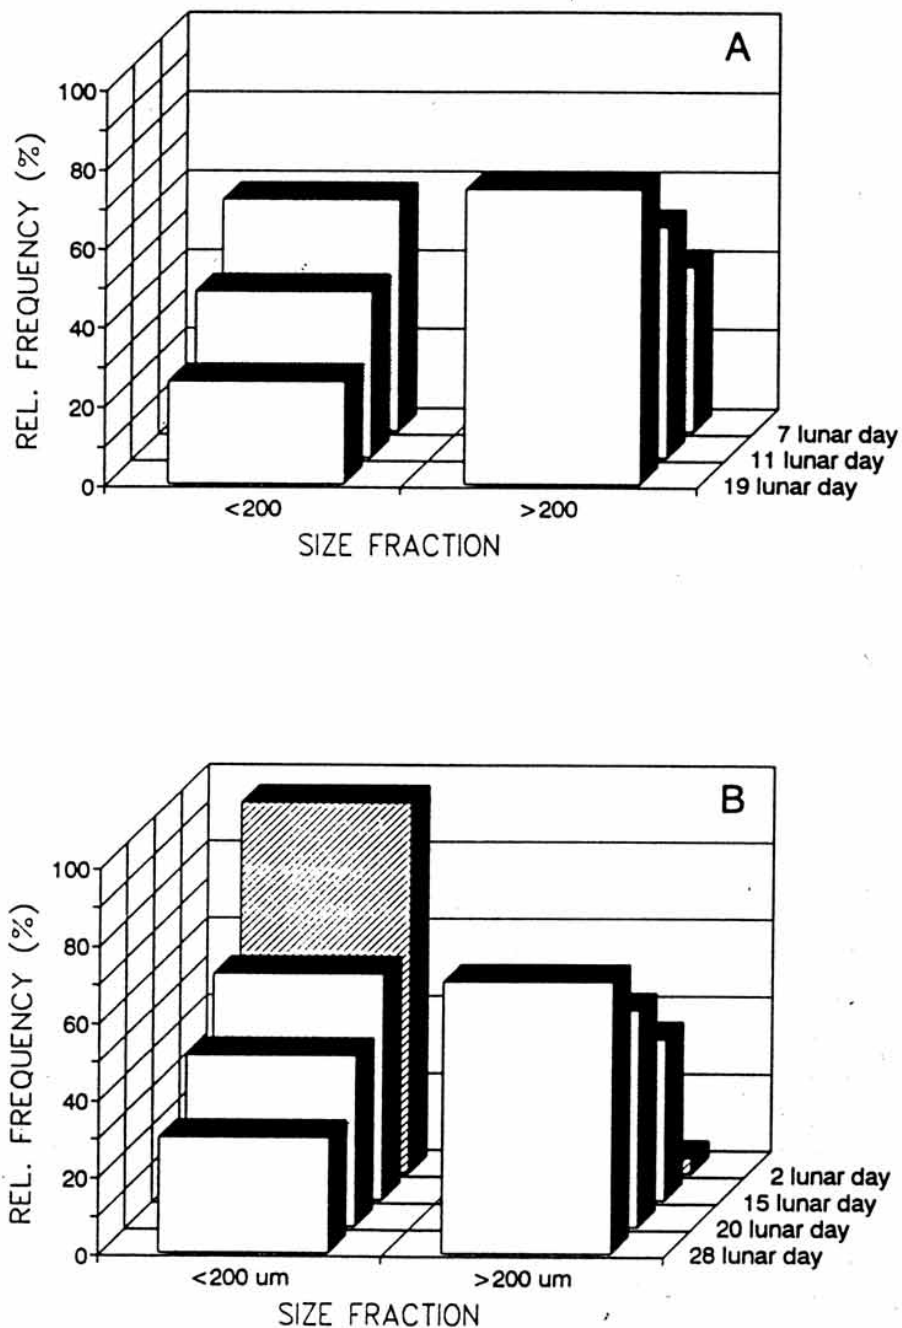 A
REL. FREQUENCY (%)
100
80
60
40
20
0
7 lunar day
11 lunar day
19 lunar day
<200 >200
SIZE FRACTION
B
REL. FREQUENCY (%)
100
80
60
40
20
0
2 lunar day
15 lunar day
20 lunar day
28 lunar day
<200 um >200 um
SIZE FRACTION